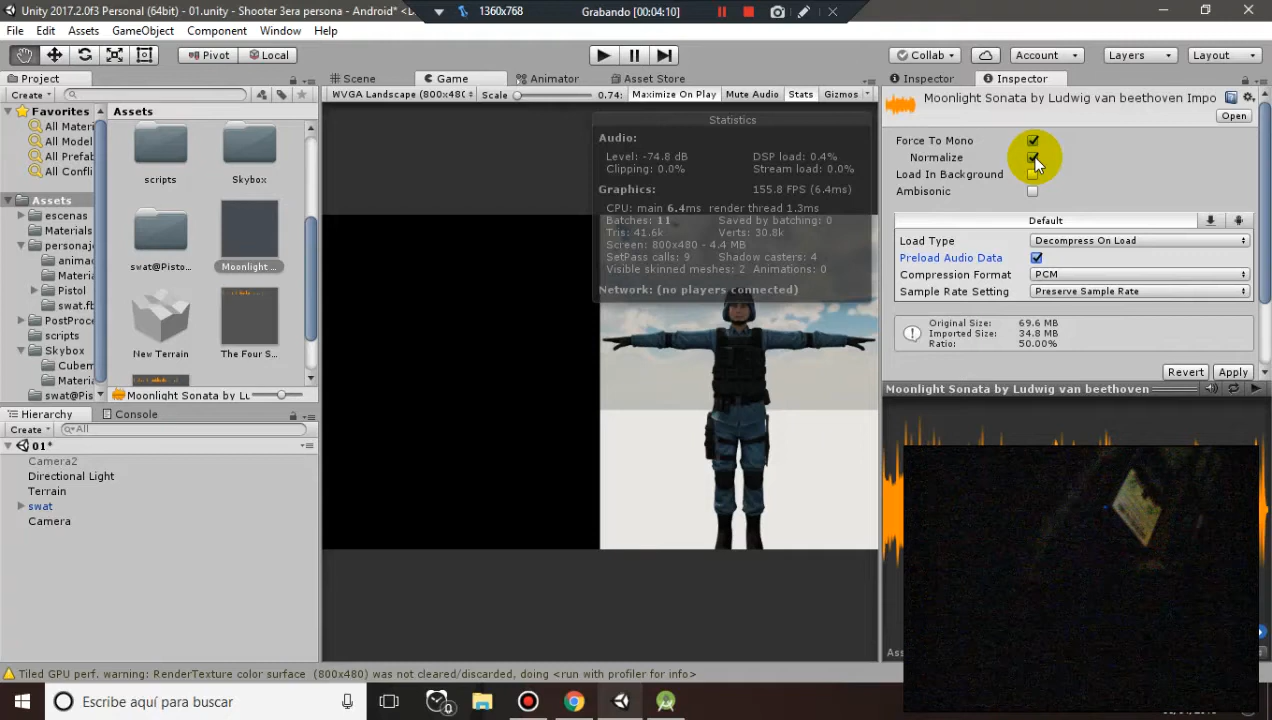 Unity 2017.2.0f3 Personal (64bit) - 01.unity - Shooter 3era persona - Android* <D
1360x768
Grabando [00:04:10]
File Edit Assets GameObject Component Window Help
Pivot Local
Collab Account Layers Layout
Project
Create
Favorites
All Materi
All Model
All Prefab
All Confli
Assets
escenas
Materials
personaj
anima
Materi
Pistol
swat.fb
PostProce
scripts
Skybox
Cubem
Materia
swat@Pis
Assets
scripts
Skybox
swat@Pisto...
Moonlight ...
New Terrain
The Four S...
Moonlight Sonata by Lu
Hierarchy Console
Create All
01*
Camera2
Directional Light
Terrain
swat
Camera
Scene Game Animator Asset Store
WVGA Landscape (800x480 Scale 0.74: Maximize On Play Mute Audio Stats Gizmos
Statistics
Audio:
Level: -74.8 dB DSP load: 0.4%
Clipping: 0.0% Stream load: 0.0%
Graphics: 155.8 FPS (6.4ms)
CPU: main 6.4ms render thread 1.3ms
Batches: 11 Saved by batching: 0
Tris: 41.6k Verts: 30.8k
Screen: 800x480 - 4.4 MB
SetPass calls: 9 Shadow casters: 4
Visible skinned meshes: 2 Animations: 0
Network: (no players connected)
Inspector Inspector
Moonlight Sonata by Ludwig van beethoven Impo
Open
Force To Mono
Normalize
Load In Background
Ambisonic
Default
Load Type Decompress On Load
Preload Audio Data
Compression Format PCM
Sample Rate Setting Preserve Sample Rate
Original Size: 69.6 MB
Imported Size: 34.8 MB
Ratio: 50.00%
Revert Apply
Moonlight Sonata by Ludwig van beethoven
Tiled GPU perf. warning: RenderTexture color surface (800x480) was not cleared/discarded, doing <run with profiler for info>
Escribe aquí para buscar